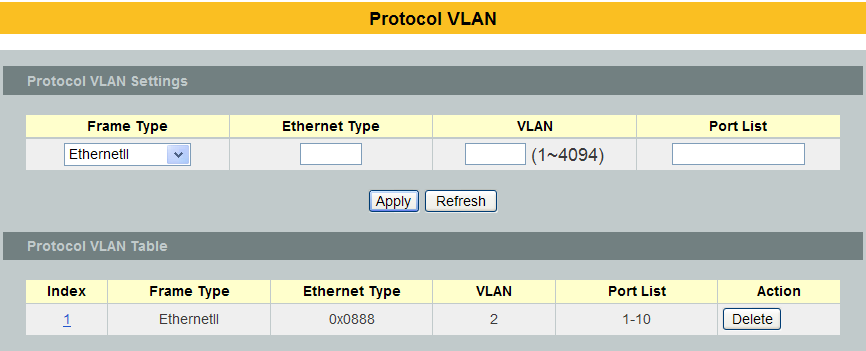 Protocol VLAN
Protocol VLAN Settings
Frame Type Ethernet Type VLAN Port List
EthernetII (1~4094)
Apply Refresh
Protocol VLAN Table
Index Frame Type Ethernet Type VLAN Port List Action
1 EthernetII 0x0888 2 1-10 Delete